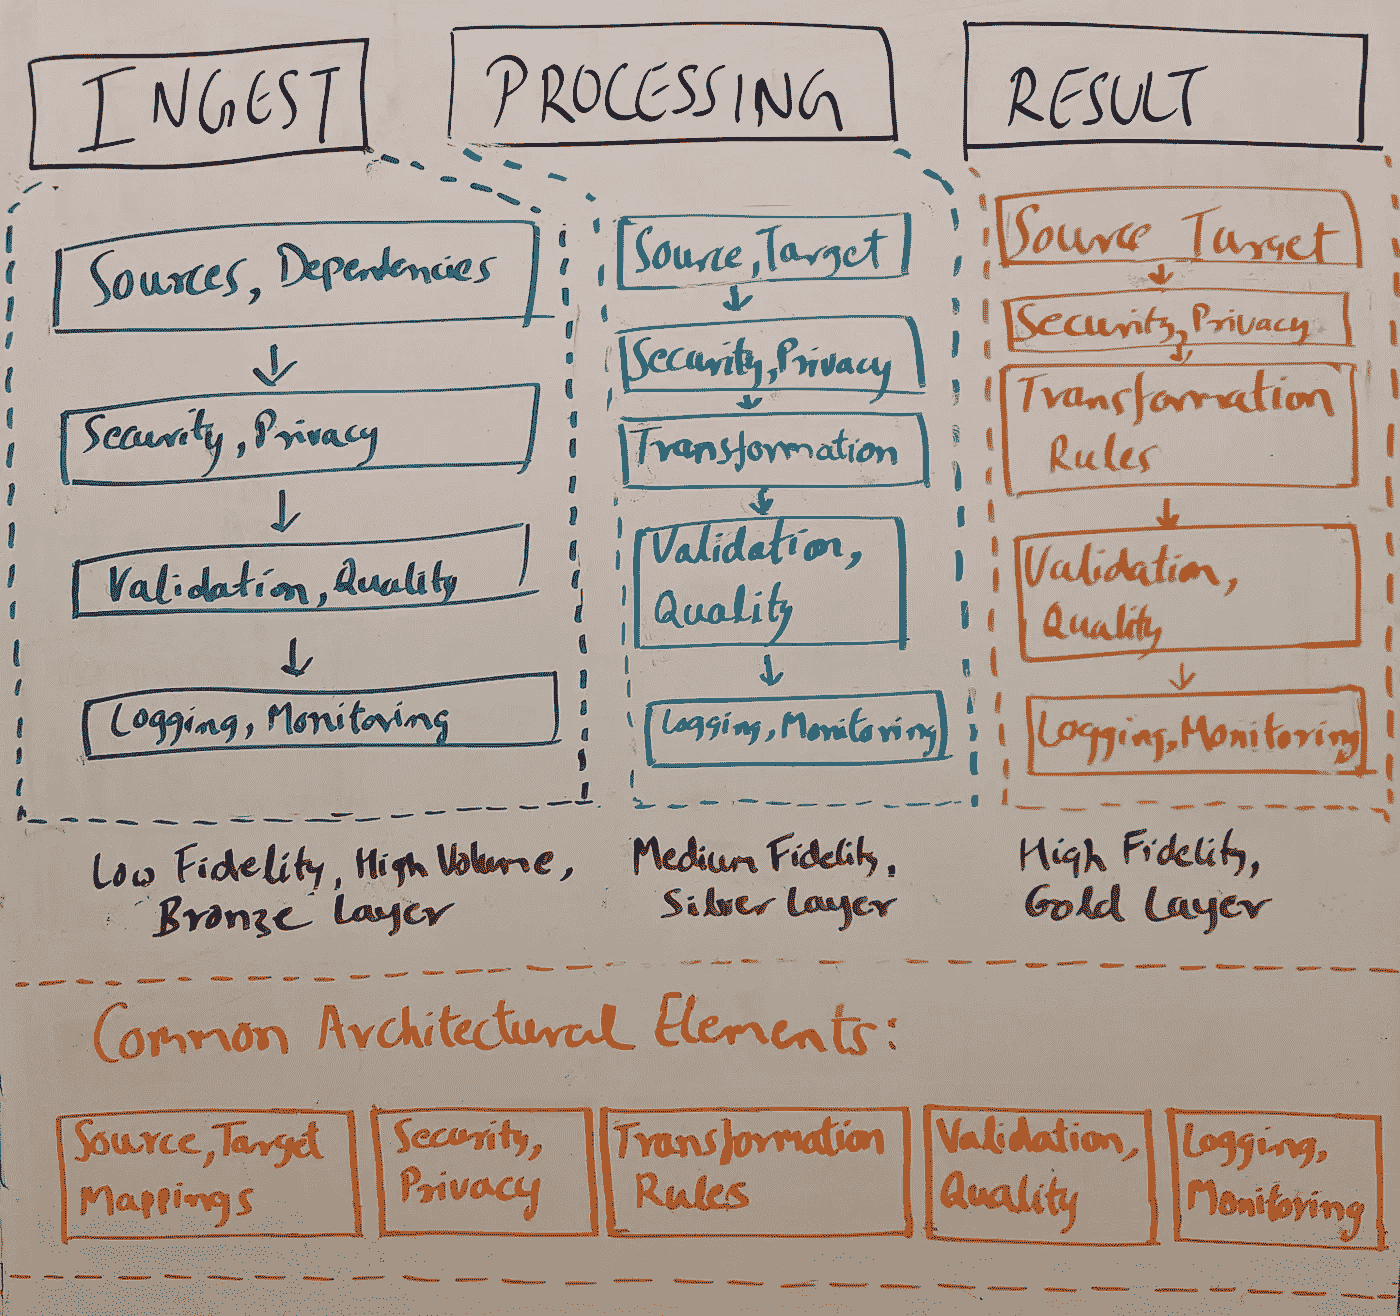 INGEST
PROCESSING
RESULT
Sources, Dependencies
Security, Privacy
Validation, Quality
Logging, Monitoring
Low Fidelity, High Volume,
Bronze Layer
Source, Target
Security, Privacy
Transformation
Validation,
Quality
Logging, Monitoring
Medium Fidelity,
Silver Layer
Source Target
Security, Privacy
Transformation
Rules
Validation,
Quality
Logging, Monitoring
High Fidelity,
Gold Layer
Common Architectural Elements:
Source, Target
Mappings
Security,
Privacy
Transformation
Rules
Validation,
Quality
Logging,
Monitoring